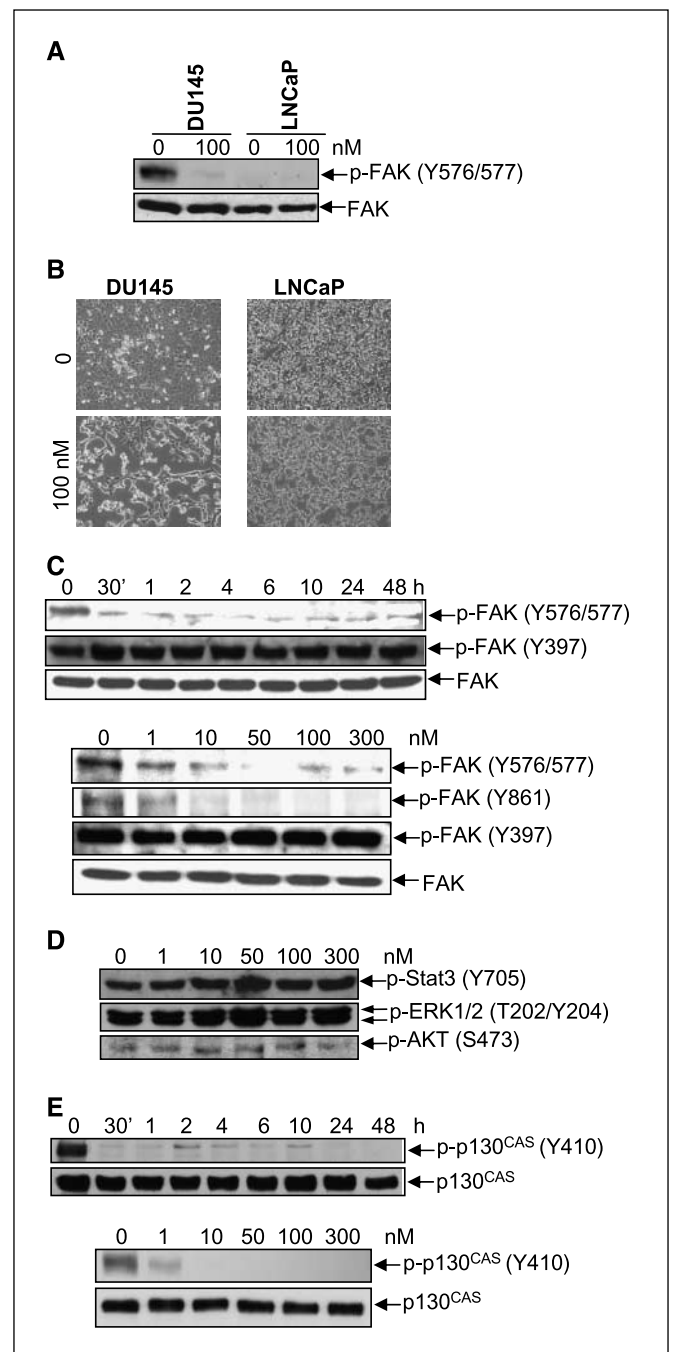 A
DU145 LNCaP
0 100 0 100 nM
p-FAK (Y576/577)
FAK
B
DU145 LNCaP
0
100 nM
C
0 30' 1 2 4 6 10 24 48 h
p-FAK (Y576/577)
p-FAK (Y397)
FAK
0 1 10 50 100 300 nM
p-FAK (Y576/577)
p-FAK (Y861)
p-FAK (Y397)
FAK
D
0 1 10 50 100 300 nM
p-Stat3 (Y705)
p-ERK1/2 (T202/Y204)
p-AKT (S473)
E
0 30' 1 2 4 6 10 24 48 h
p-p130CAS (Y410)
p130CAS
0 1 10 50 100 300 nM
p-p130CAS (Y410)
p130CAS